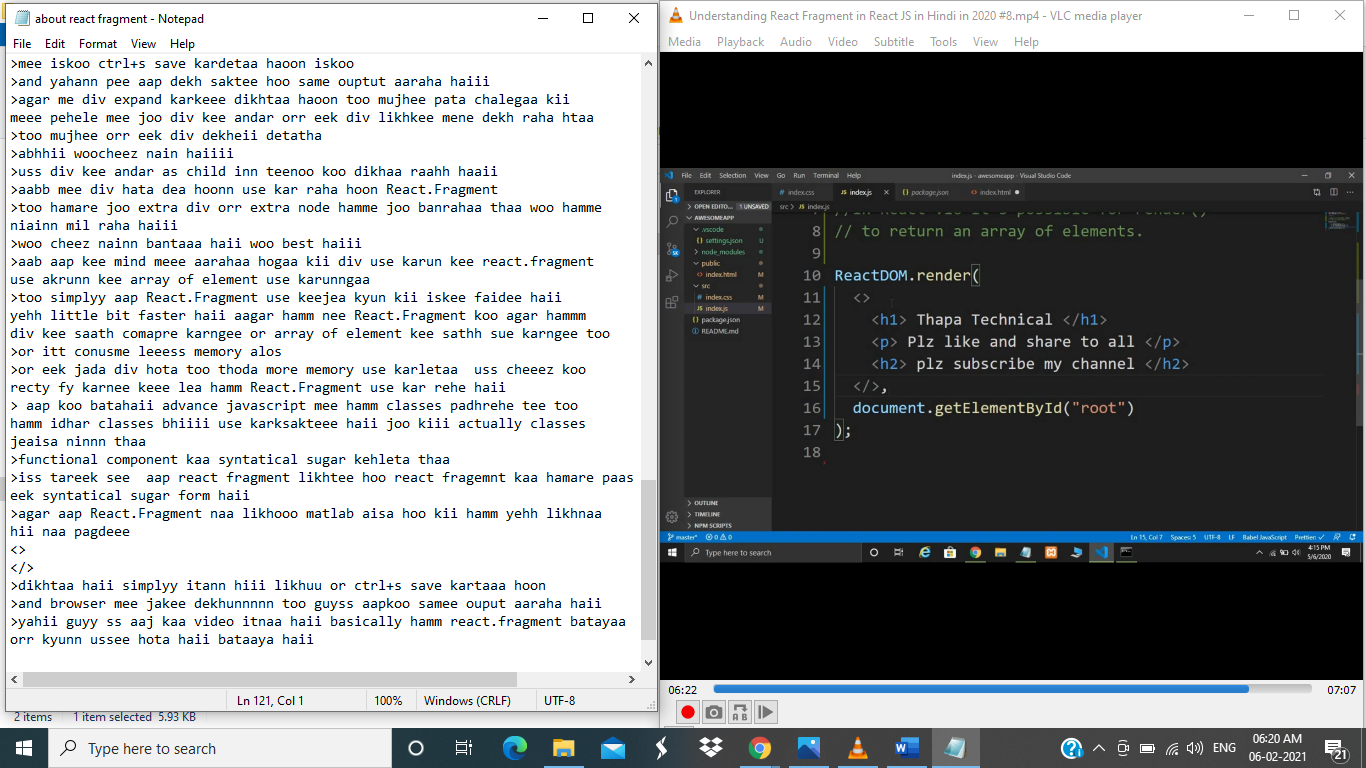 about react fragment - Notepad
File Edit Format View Help
>mee iskoo ctrl+s save kardetaa haoon iskoo
>and yahann pee aap dekh saktee hoo same ouptut aaraha haiii
>agar me div expand karkeee dikhtaa haoon too mujhee pata chalegaa kii
meee pehele mee joo div kee andar orr eek div likhkee mene dekh raha htaa
>too mujhee orr eek div dekheii detatha
>abhhii woocheez nain haiiii
>uss div kee andar as child inn teenoo koo dikhaa raahh haaii
>aabb mee div hata dea hoonn use kar raha hoon React.Fragment
>too hamare joo extra div orr extra node hamme joo banrahaa thaa woo hamme
niainn mil raha haiii
>woo cheez nainn bantaaa haii woo best haiii
>aab aap kee mind meee aarahaa hogaa kii div use karun kee react.fragment
use akrunn kee array of element use karunngaa
>too simplyy aap React.Fragment use keejea kyun kii iskee faidee haii
yehh little bit faster haii aagar hamm nee React.Fragment koo agar hammm
div kee saath comapre karngee or array of element kee sathh sue karngee too
>or itt conusme leeess memory alos
>or eek jada div hota too thoda more memory use karletaa  uss cheeez koo
recty fy karnee keee lea hamm React.Fragment use kar rehe haii
> aap koo batahaii advance javascript mee hamm classes padhrehe tee too
hamm idhar classes bhiiii use karksakteee haii joo kiii actually classes
jeaisa ninnn thaa
>functional component kaa syntatical sugar kehleta thaa
>iss tareek see  aap react fragment likhtee hoo react fragemnt kaa hamare paas
eek syntatical sugar form haii
>agar aap React.Fragment naa likhooo matlab aisa hoo kii hamm yehh likhnaa
hii naa pagdeee
<>
</>
>dikhtaa haii simplyy itann hiii likhuu or ctrl+s save kartaaa hoon
>and browser mee jakee dekhunnnnn too guyss aapkoo samee ouput aaraha haii
>yahii guyy ss aaj kaa video itnaa haii basically hamm react.fragment batayaa
orr kyunn ussee hota haii bataaya haii
Ln 121, Col 1 100% Windows (CRLF) UTF-8
2 items 1 item selected 5.93 KB
Understanding React Fragment in React JS in Hindi in 2020 #8.mp4 - VLC media player
Media Playback Audio Video Subtitle Tools View Help
File Edit Selection View Go Run Terminal Help index.js - awesomeapp - Visual Studio Code
EXPLORER
OPEN EDITO... 1 UNSAVED
AWESOMEAPP
.vscode
settings.json U
node_modules
public
index.html M
src
index.css M
index.js M
package.json
README.md
OUTLINE
TIMELINE
NPM SCRIPTS
index.css index.js package.json index.html
src > index.js
8 // to return an array of elements.
9
10 ReactDOM.render(
11 <>
12 <h1> Thapa Technical </h1>
13 <p> Plz like and share to all </p>
14 <h2> plz subscribe my channel </h2>
15 </>,
16 document.getElementById("root")
17 );
18
master* 0 0 Ln 15, Col 7 Spaces: 5 UTF-8 LF Babel JavaScript Prettier: ✓
Type here to search 4:15 PM
5/6/2020
06:22 07:07
Type here to search ENG 06:20 AM
06-02-2021 21